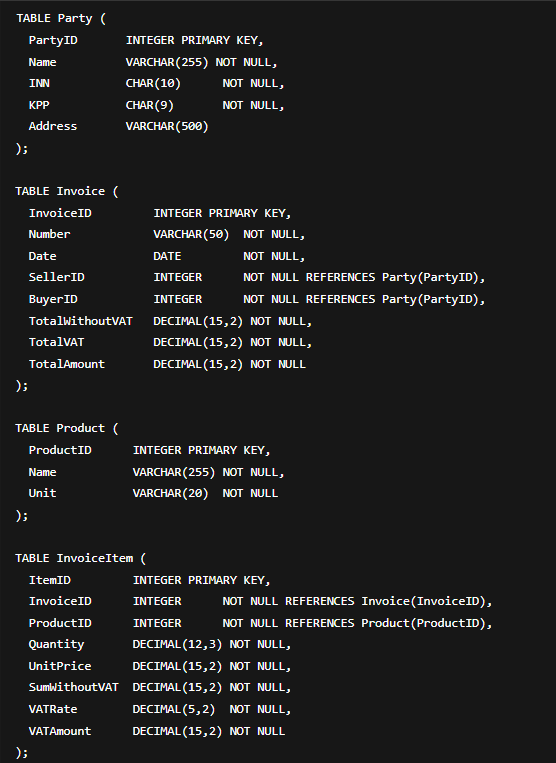 TABLE Party (
PartyID INTEGER PRIMARY KEY,
Name VARCHAR(255) NOT NULL,
INN CHAR(10) NOT NULL,
KPP CHAR(9) NOT NULL,
Address VARCHAR(500)
);
TABLE Invoice (
InvoiceID INTEGER PRIMARY KEY,
Number VARCHAR(50) NOT NULL,
Date DATE NOT NULL,
SellerID INTEGER NOT NULL REFERENCES Party(PartyID),
BuyerID INTEGER NOT NULL REFERENCES Party(PartyID),
TotalWithoutVAT DECIMAL(15,2) NOT NULL,
TotalVAT DECIMAL(15,2) NOT NULL,
TotalAmount DECIMAL(15,2) NOT NULL
);
TABLE Product (
ProductID INTEGER PRIMARY KEY,
Name VARCHAR(255) NOT NULL,
Unit VARCHAR(20) NOT NULL
);
TABLE InvoiceItem (
ItemID INTEGER PRIMARY KEY,
InvoiceID INTEGER NOT NULL REFERENCES Invoice(InvoiceID),
ProductID INTEGER NOT NULL REFERENCES Product(ProductID),
Quantity DECIMAL(12,3) NOT NULL,
UnitPrice DECIMAL(15,2) NOT NULL,
SumWithoutVAT DECIMAL(15,2) NOT NULL,
VATRate DECIMAL(5,2) NOT NULL,
VATAmount DECIMAL(15,2) NOT NULL
);